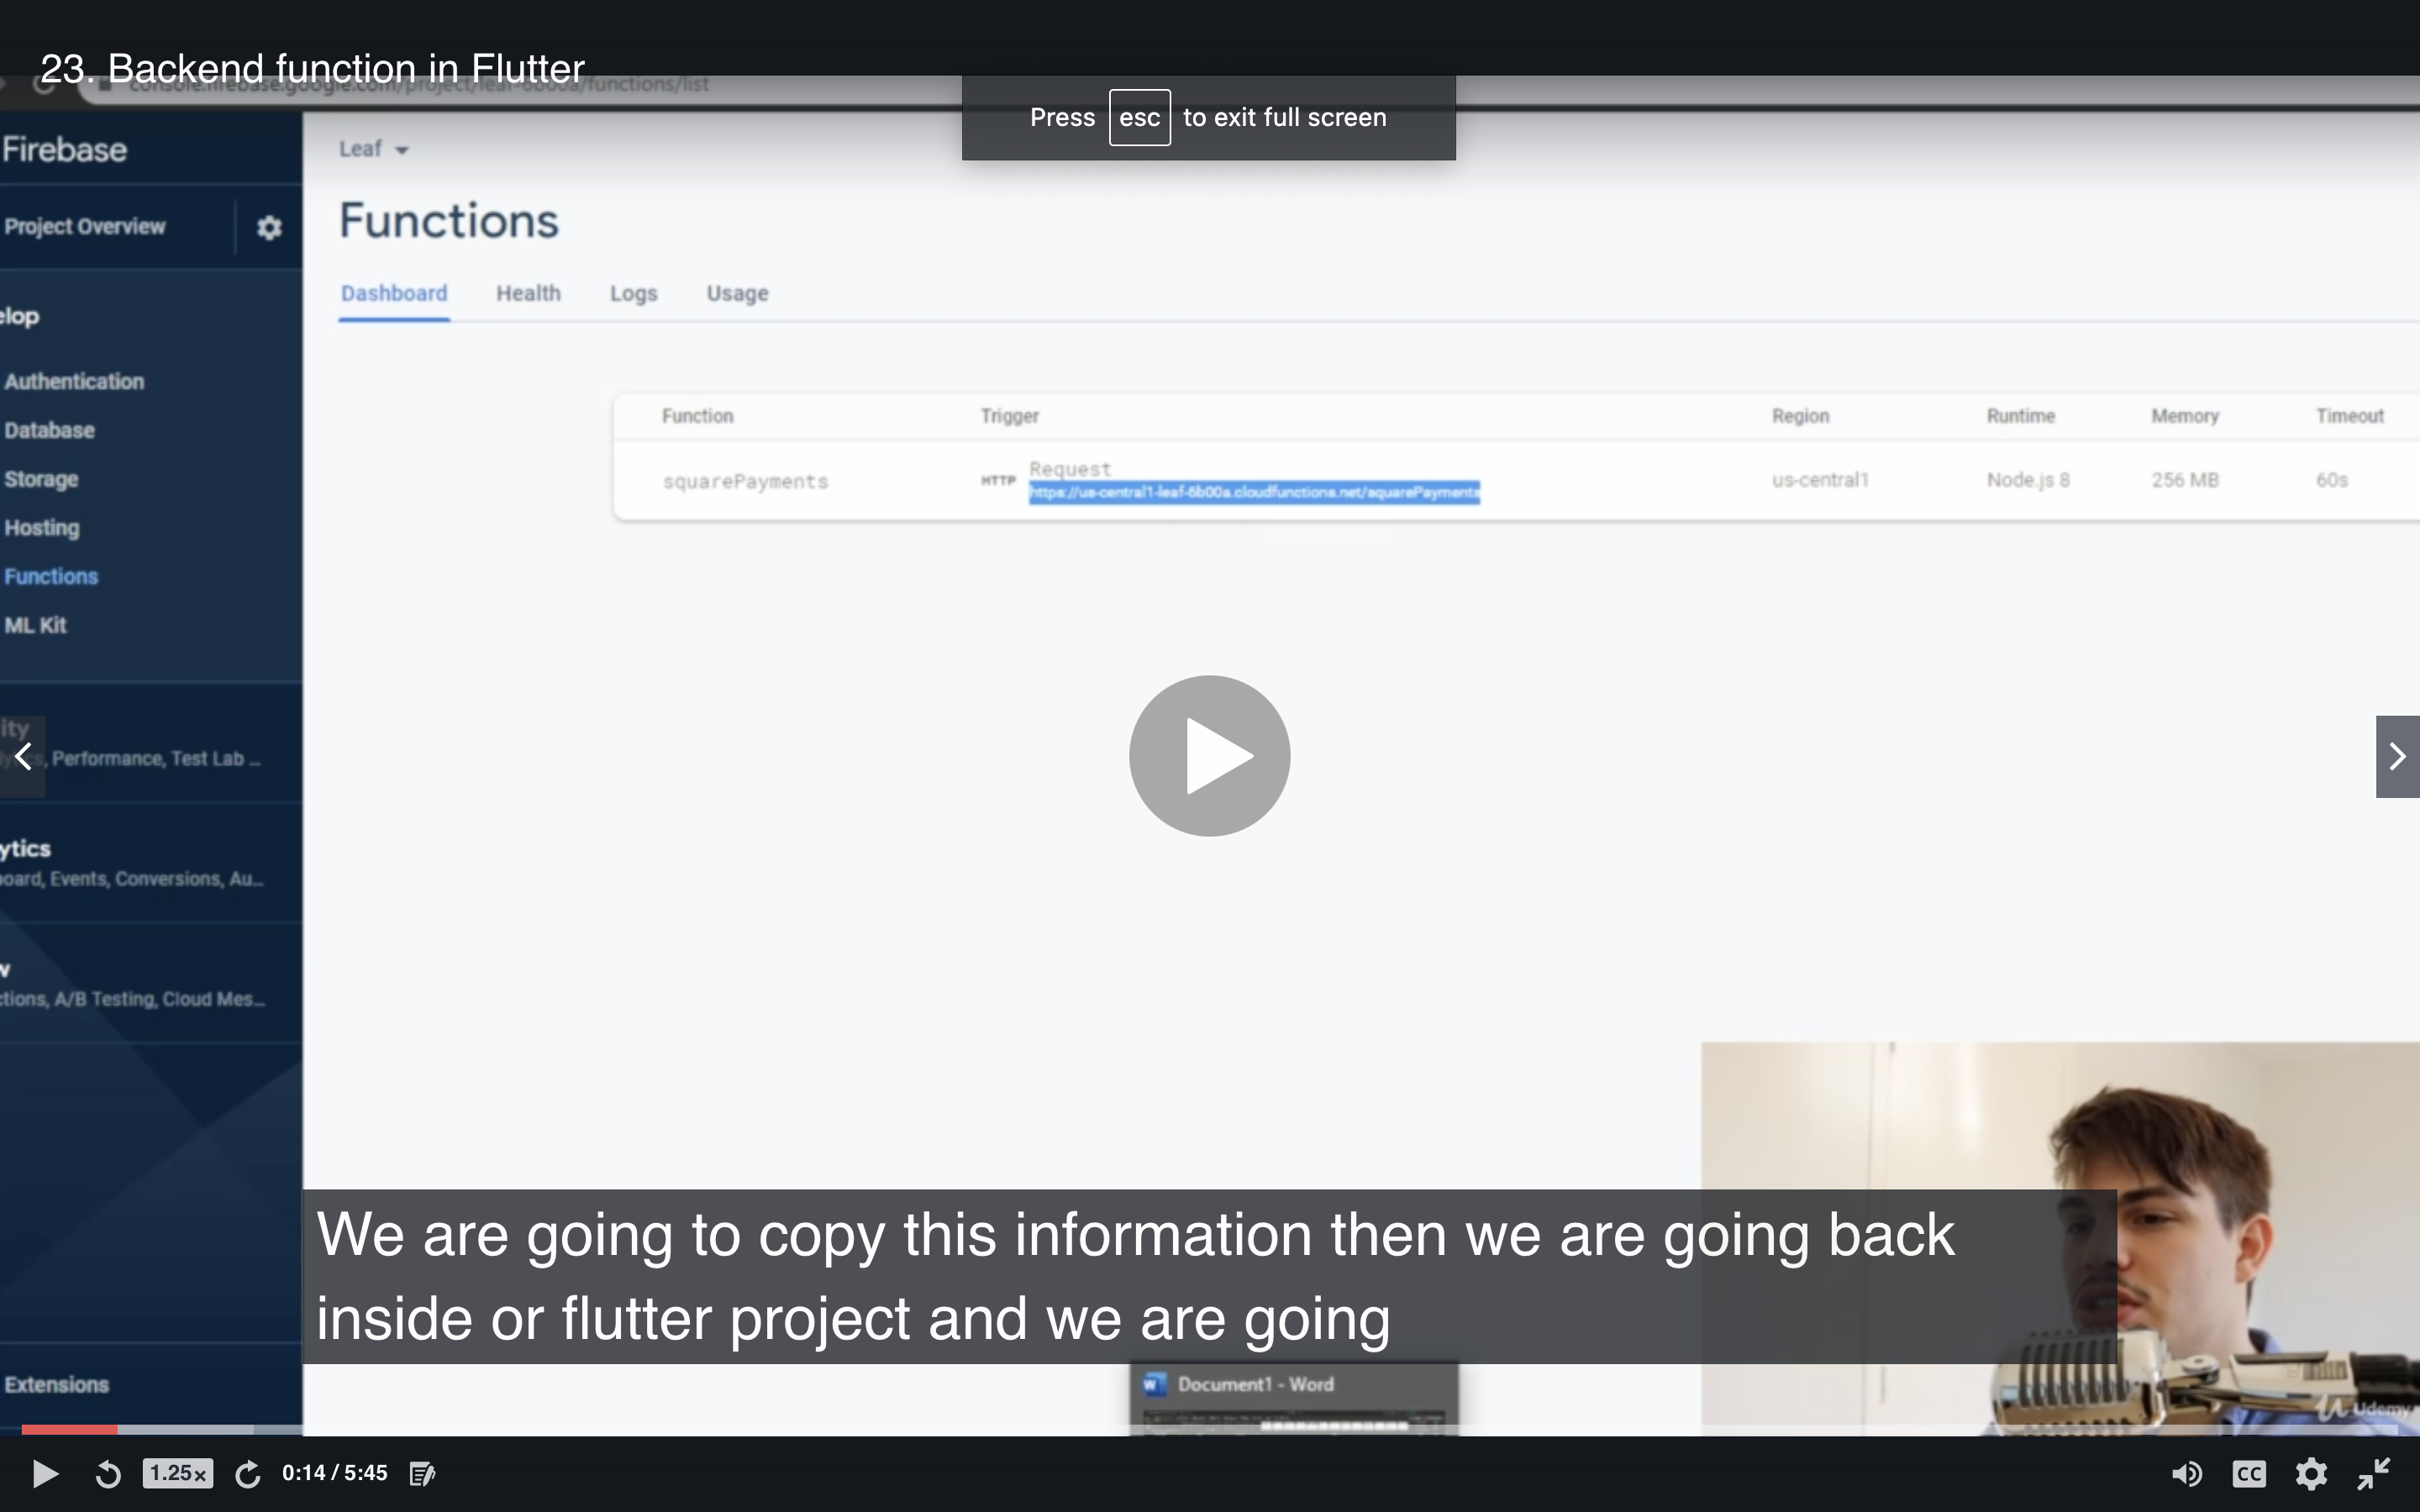 23. Backend function in Flutter
console.firebase.google.com/project/leaf-6b00a/functions/list
Press esc to exit full screen
Firebase
Leaf
Project Overview
Functions
Dashboard Health Logs Usage
elop
Authentication
Database
Storage
Hosting
Functions
ML Kit
Function Trigger Region Runtime Memory Timeout
squarePayments HTTP Request us-central1 Node.js 8 256 MB 60s
https://us-central1-leaf-6b00a.cloudfunctions.net/squarePayments
ity
, Performance, Test Lab ...
ytics
board, Events, Conversions, Au...
w
ctions, A/B Testing, Cloud Mes...
We are going to copy this information then we are going back
inside or flutter project and we are going
Extensions
Document1 - Word
Udemy
1.25x 0:14 / 5:45 CC